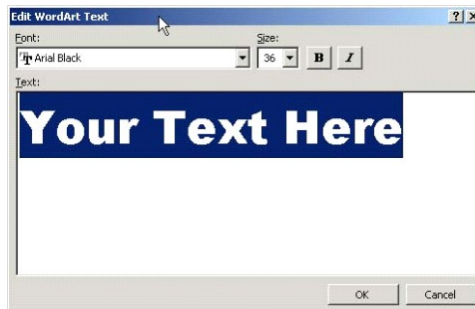 Edit WordArt Text
Font: Size:
Arial Black 36 B I
Text:
Your Text Here
OK Cancel